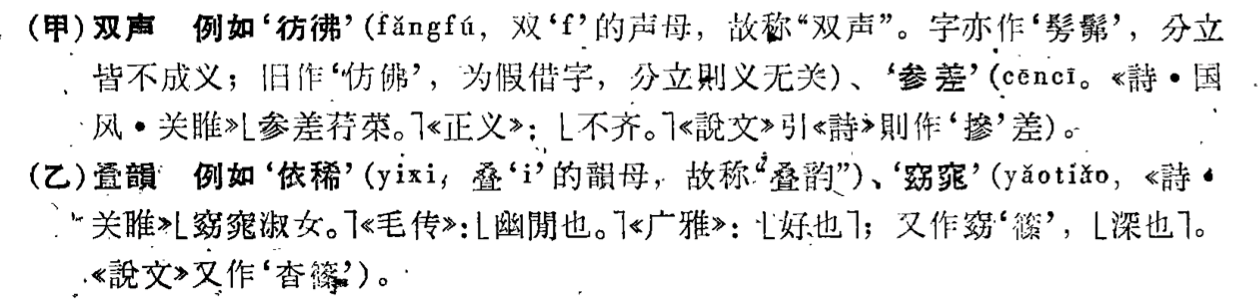 (甲)双声　例如‘彷彿’(fǎngfú，双‘f’的声母，故称“双声”。字亦作‘髣髴’，分立
皆不成义；旧作‘仿佛’，为假借字，分立則义无关)、‘参差’(cēncī。《詩·国
风·关睢》⎣参差荇菜。⎤《正义》：⎣不齐。⎤《說文》引《詩》則作‘摻’差)。
(乙)叠韻　例如‘依稀’(yixi，叠‘i’的韻母，故称“叠韵”)、‘窈窕’(yǎotiǎo，《詩·
关睢》⎣窈窕淑女。⎤《毛传》：⎣幽閒也。⎤《广雅》：⎣好也⎤；又作窈‘篠’，⎣深也⎤。
《說文》又作‘杳篠’)。